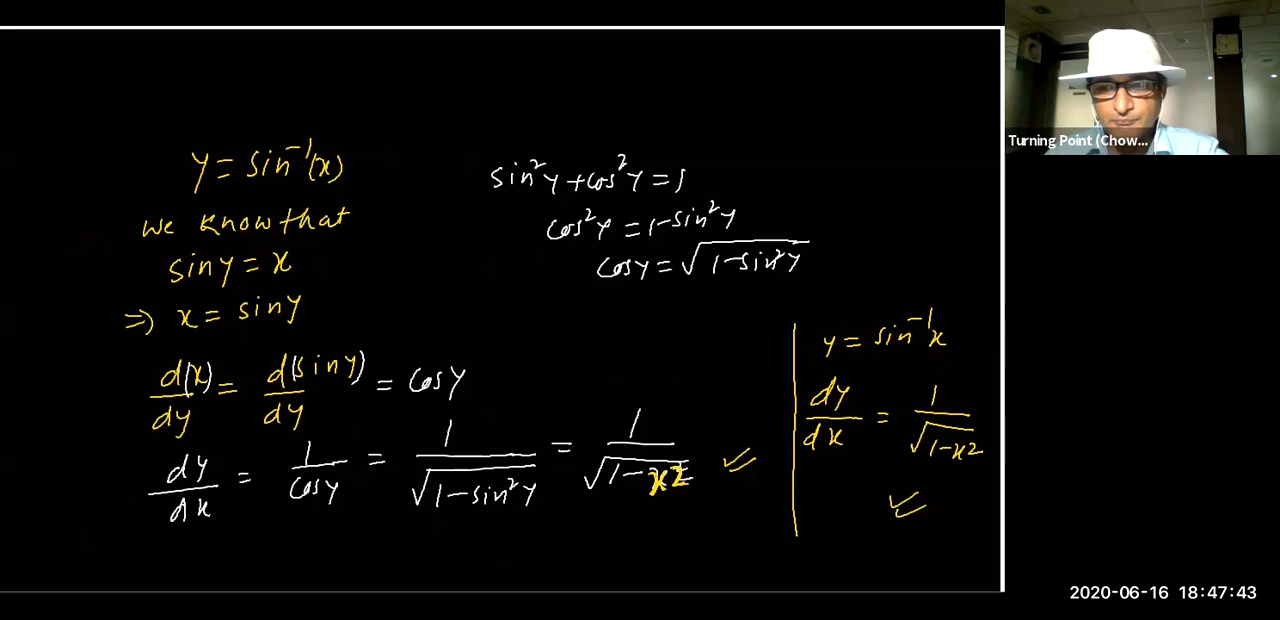 y = sin⁻¹(x)
we know that
sin y = x
⇒ x = sin y
d(x)/dy = d(sin y)/dy = cos y
dy/dx = 1/cos y = 1/√(1-sin²y) = 1/√(1-x²)
sin²y + cos²y = 1
cos²y = 1-sin²y
cos y = √(1-sin²y)
y = sin⁻¹x
dy/dx = 1/√(1-x²)
Turning Point (Chow...
2020-06-16 18:47:43